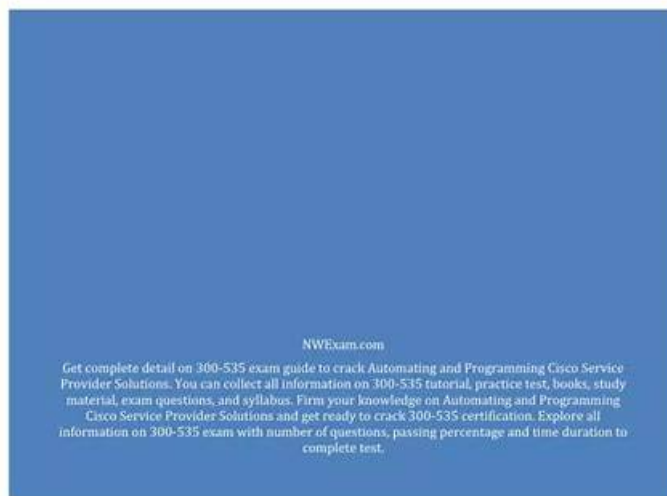 NWExam.com
Get complete detail on 300-535 exam guide to crack Automating and Programming Cisco Service
Provider Solutions. You can collect all information on 300-535 tutorial, practice test, books, study
material, exam questions, and syllabus. Firm your knowledge on Automating and Programming
Cisco Service Provider Solutions and get ready to crack 300-535 certification. Explore all
information on 300-535 exam with number of questions, passing percentage and time duration to
complete test.